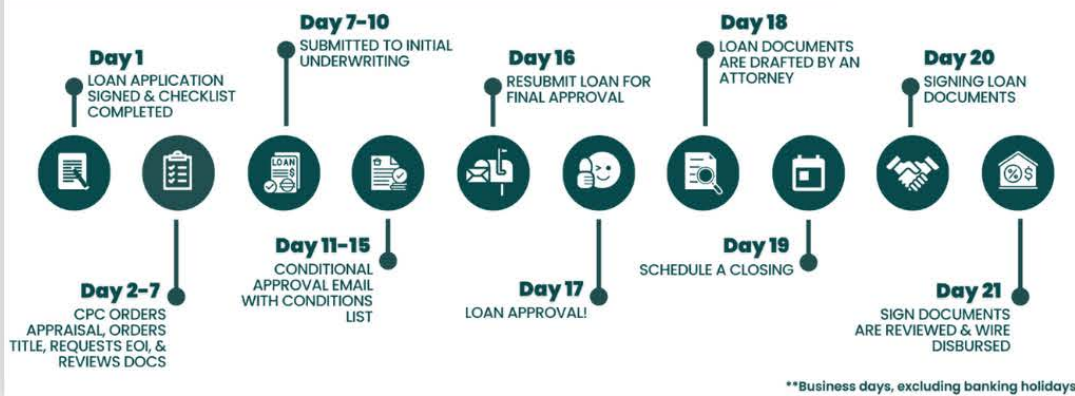 Day 1
LOAN APPLICATION
SIGNED & CHECKLIST
COMPLETED
Day 2-7
CPC ORDERS
APPRAISAL, ORDERS
TITLE, REQUESTS EOI, &
REVIEWS DOCS
Day 7-10
SUBMITTED TO INITIAL
UNDERWRITING
LOAN
Day 11-15
CONDITIONAL
APPROVAL EMAIL
WITH CONDITIONS
LIST
Day 16
RESUBMIT LOAN FOR
FINAL APPROVAL
Day 17
LOAN APPROVAL!
Day 18
LOAN DOCUMENTS
ARE DRAFTED BY AN
ATTORNEY
Day 19
SCHEDULE A CLOSING
Day 20
SIGNING LOAN
DOCUMENTS
% $
Day 21
SIGN DOCUMENTS
ARE REVIEWED & WIRE
DISBURSED
**Business days, excluding banking holidays